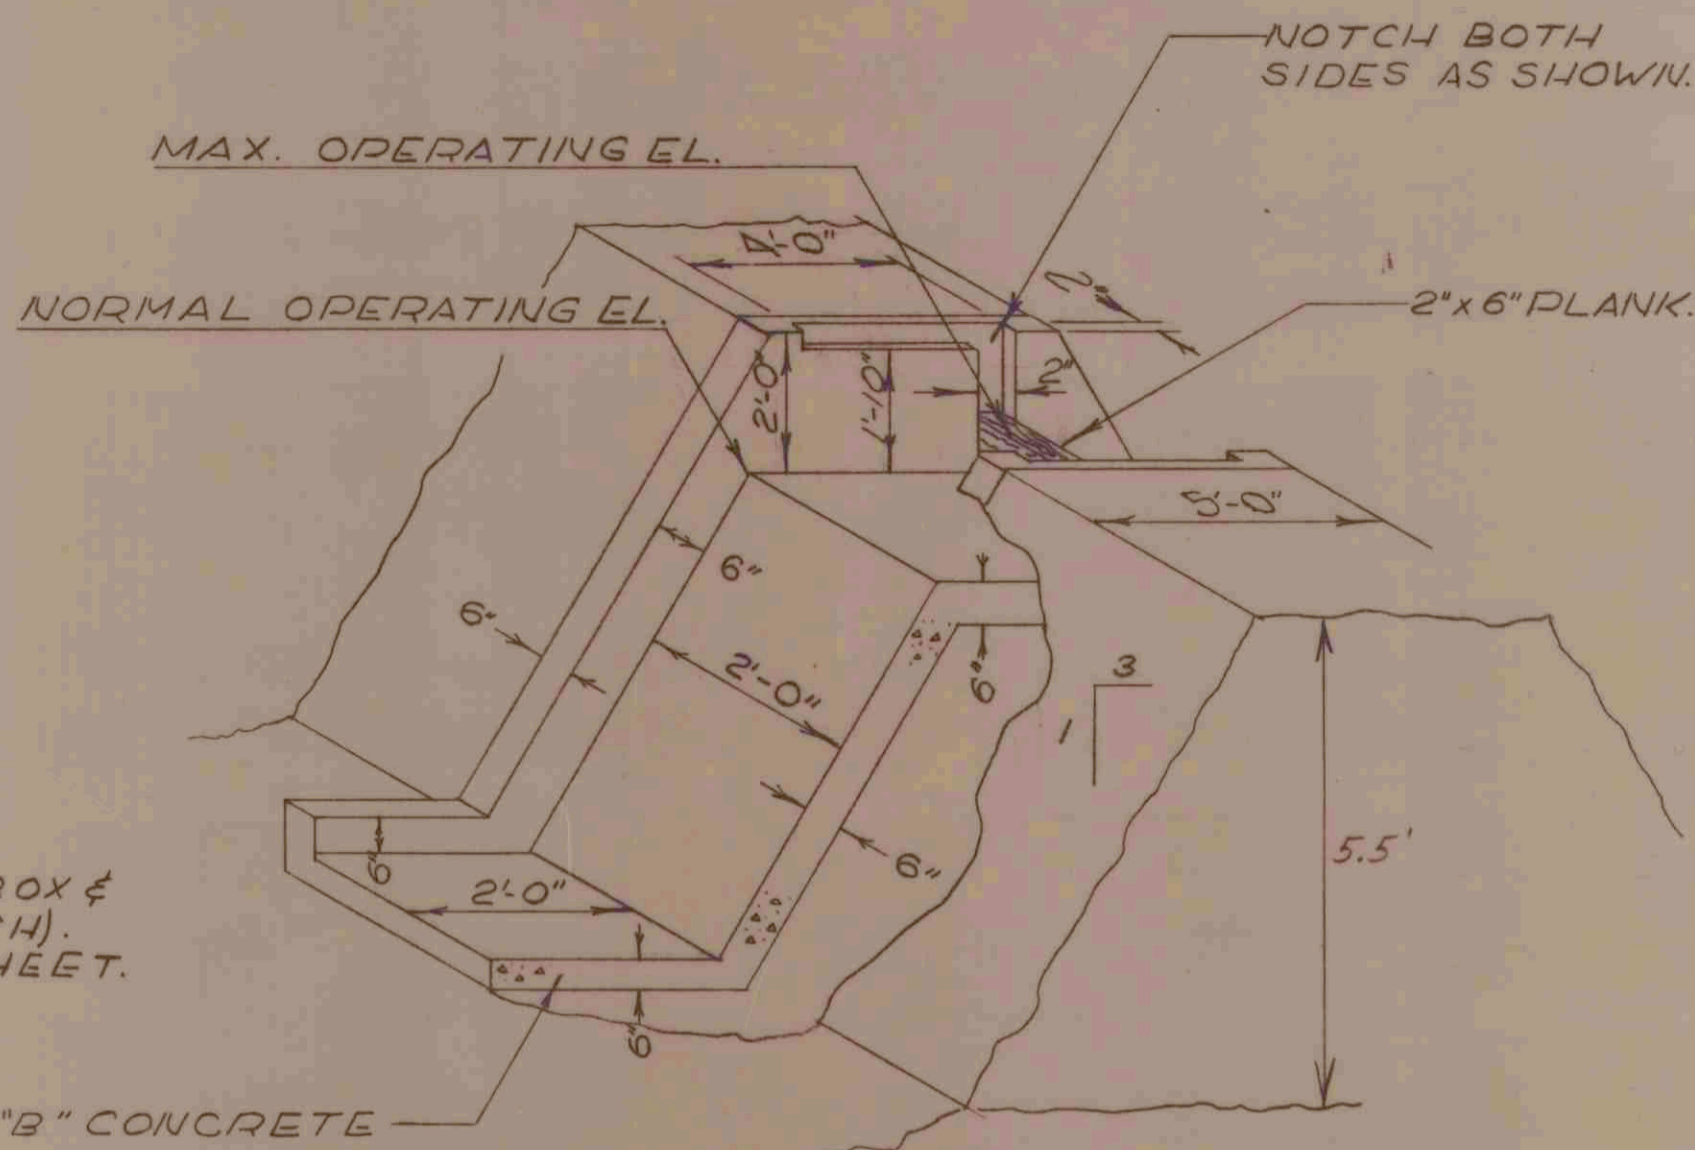 NOTCH BOTH
SIDES AS SHOWN.
MAX. OPERATING EL.
4'-0"
2"
NORMAL OPERATING EL.
2"x6" PLANK.
2'-0"
1'-10"
2"
5'-0"
6"
6"
2'-0"
6"
3
1
5.5'
6"
6"
2'-0"
OX &
H).
HEET.
6"
"B" CONCRETE